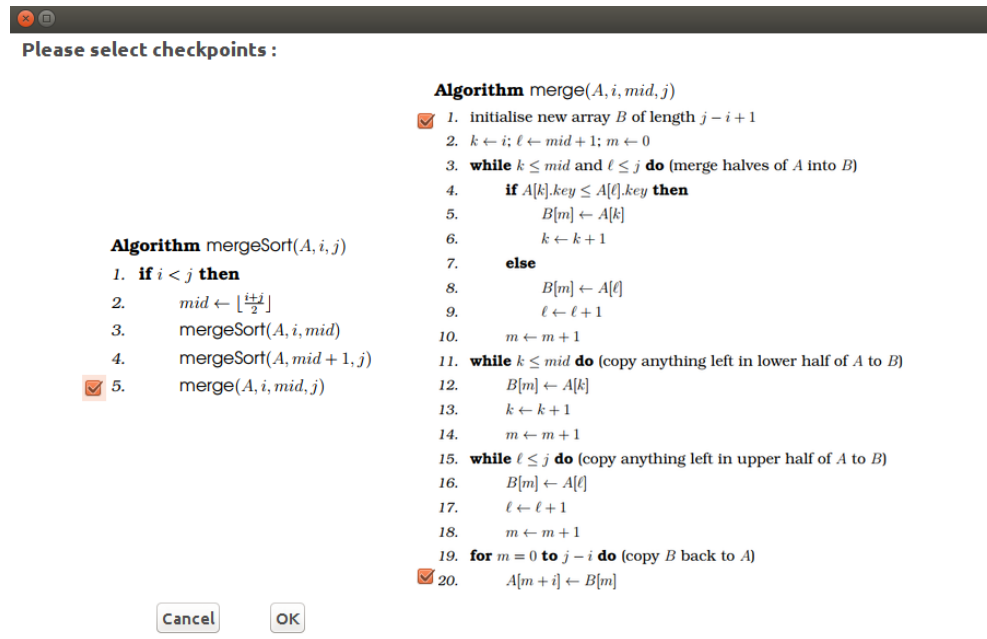 Please select checkpoints :
Algorithm mergeSort(A, i, j)
1. if i < j then
2. mid ← ⌊(i+j)/2⌋
3. mergeSort(A, i, mid)
4. mergeSort(A, mid + 1, j)
5. merge(A, i, mid, j)
Algorithm merge(A, i, mid, j)
1. initialise new array B of length j − i + 1
2. k ← i; ℓ ← mid + 1; m ← 0
3. while k ≤ mid and ℓ ≤ j do (merge halves of A into B)
4. if A[k].key ≤ A[ℓ].key then
5. B[m] ← A[k]
6. k ← k + 1
7. else
8. B[m] ← A[ℓ]
9. ℓ ← ℓ + 1
10. m ← m + 1
11. while k ≤ mid do (copy anything left in lower half of A to B)
12. B[m] ← A[k]
13. k ← k + 1
14. m ← m + 1
15. while ℓ ≤ j do (copy anything left in upper half of A to B)
16. B[m] ← A[ℓ]
17. ℓ ← ℓ + 1
18. m ← m + 1
19. for m = 0 to j − i do (copy B back to A)
20. A[m + i] ← B[m]
Cancel
OK